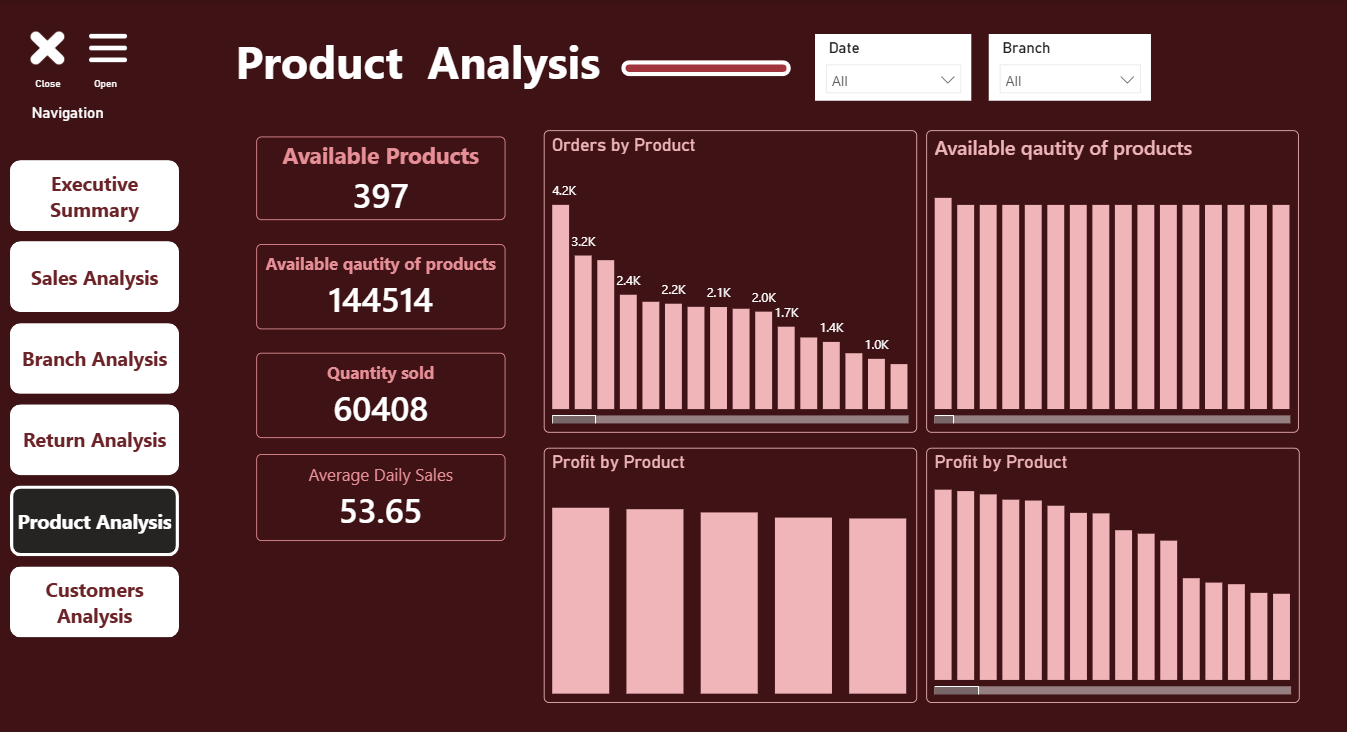 Close
Open
Navigation
Product Analysis
Date
All
Branch
All
Executive
Summary
Sales Analysis
Branch Analysis
Return Analysis
Product Analysis
Customers
Analysis
Available Products
397
Available qautity of products
144514
Quantity sold
60408
Average Daily Sales
53.65
Orders by Product
4.2K
3.2K
2.4K
2.2K
2.1K
2.0K
1.7K
1.4K
1.0K
Available qautity of products
Profit by Product
Profit by Product